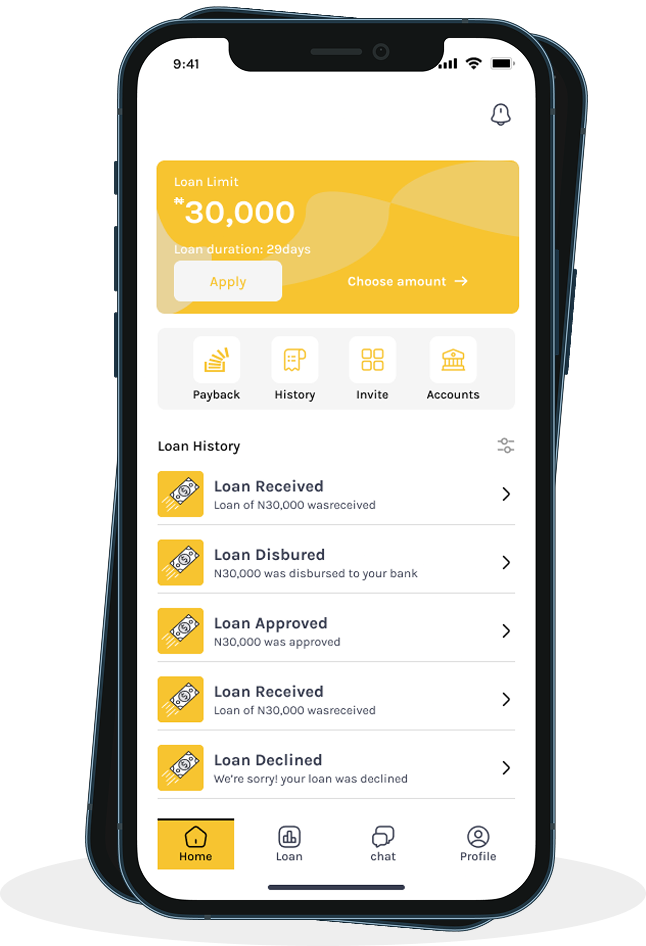 9:41
Loan Limit
₦30,000
Loan duration: 29days
Apply
Choose amount →
Payback
History
Invite
Accounts
Loan History
Loan Received
Loan of N30,000 wasreceived
Loan Disbured
N30,000 was disbursed to your bank
Loan Approved
N30,000 was approved
Loan Received
Loan of N30,000 wasreceived
Loan Declined
We're sorry! your loan was declined
Home
Loan
chat
Profile